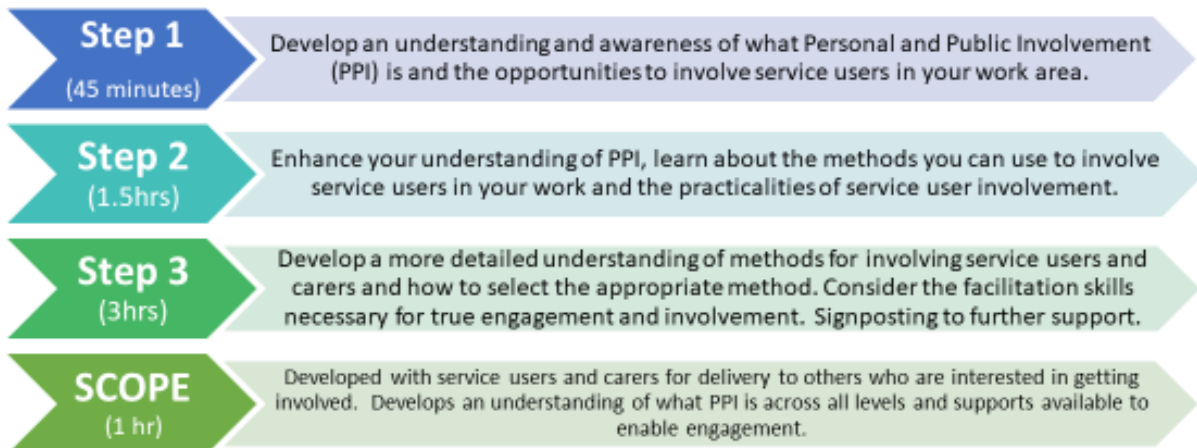 Step 1
(45 minutes)
Develop an understanding and awareness of what Personal and Public Involvement
(PPI) is and the opportunities to involve service users in your work area.
Step 2
(1.5hrs)
Enhance your understanding of PPI, learn about the methods you can use to involve
service users in your work and the practicalities of service user involvement.
Step 3
(3hrs)
Develop a more detailed understanding of methods for involving service users and
carers and how to select the appropriate method. Consider the facilitation skills
necessary for true engagement and involvement. Signposting to further support.
SCOPE
(1 hr)
Developed with service users and carers for delivery to others who are interested in getting
involved. Develops an understanding of what PPI is across all levels and supports available to
enable engagement.